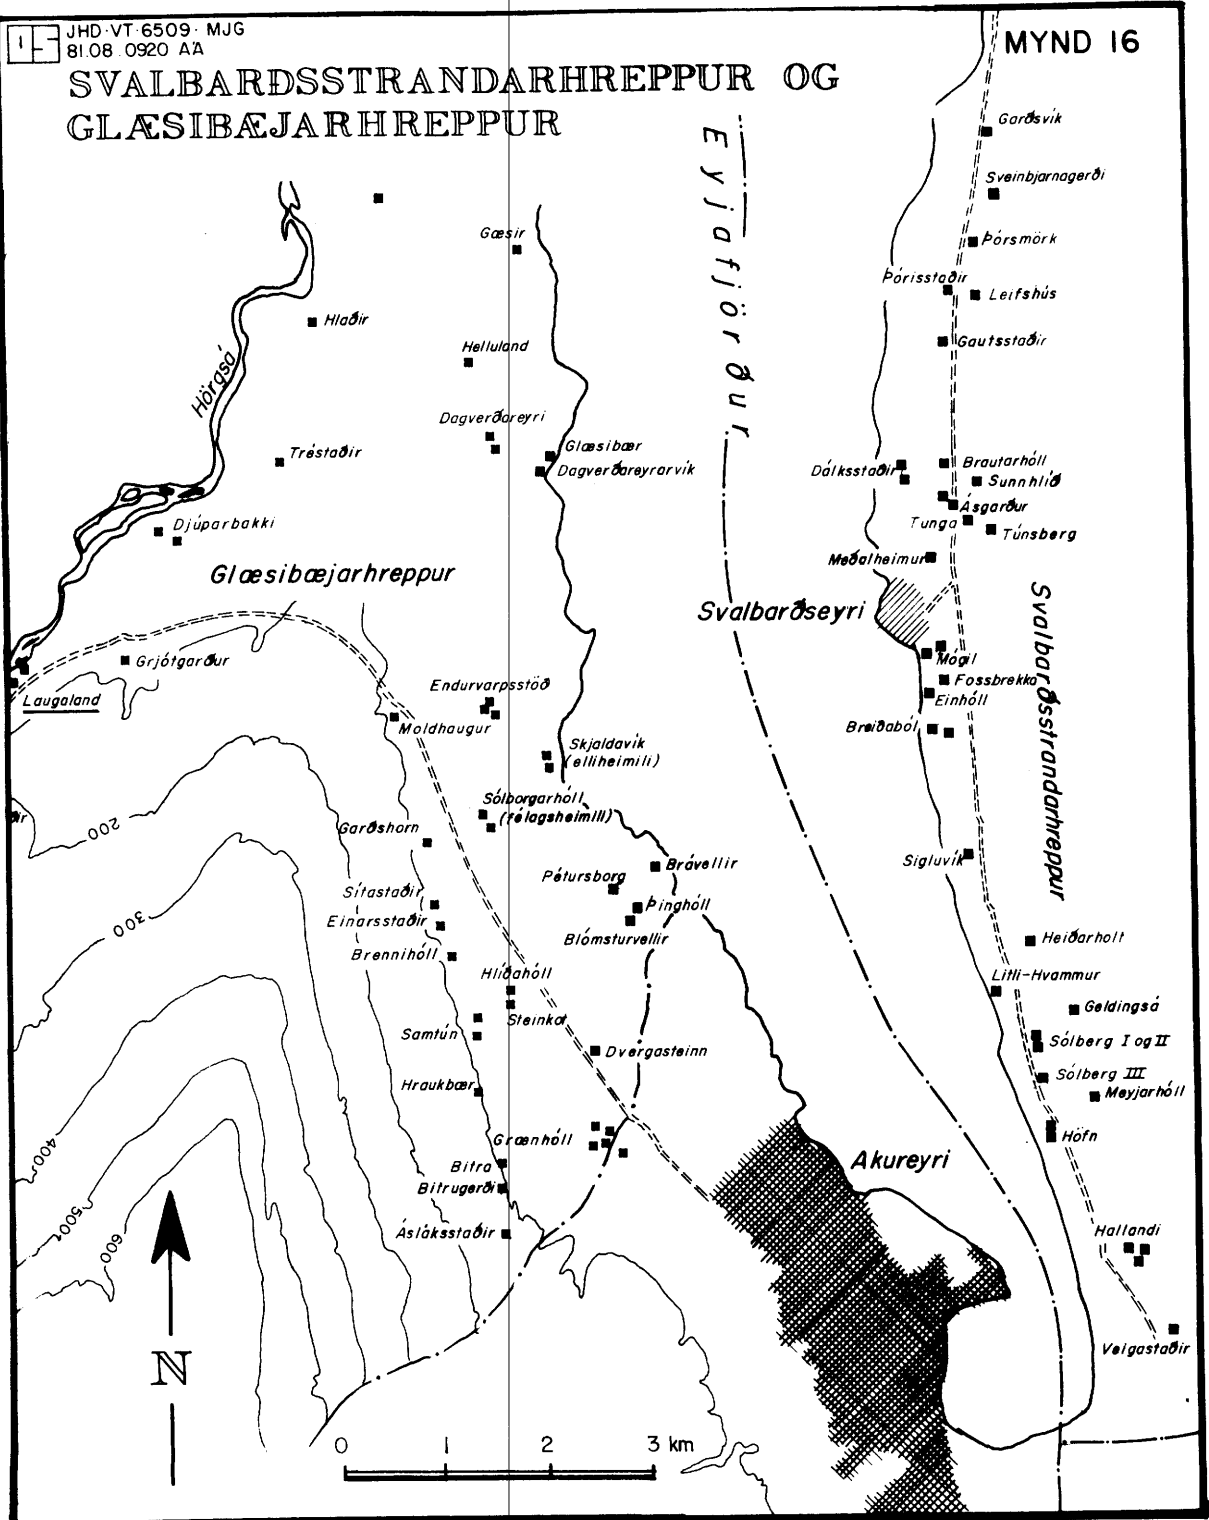 JHD·VT·6509· MJG
81.08.0920 AÁ
MYND 16
SVALBARÐSSTRANDARHREPPUR OG
GLÆSIBÆJARHREPPUR
Eyjafjörður
Garðsvík
Sveinbjarnagerði
Gæsir
Þórsmörk
Þórisstaðir
Leifshús
Hlaðir
Gautsstaðir
Helluland
Hörgsá
Dagverðareyri
Glæsibær
Tréstaðir
Dagverðareyrarvík
Dálksstaðir
Brautarhóll
Sunnhlíð
Ásgarður
Djúparbakki
Tunga
Túnsberg
Meðalheimur
Glæsibæjarhreppur
Svalbarðseyri
Svalbarðsstrandarhreppur
Mógil
Grjótgarður
Fossbrekka
Endurvarpsstöð
Einhóll
Laugaland
Moldhaugur
Breiðaból
Skjaldavík
(elliheimili)
Sólborgarhóll
(félagsheimili)
ðir
200
Garðshorn
Sigluvík
Brávellir
Pétursborg
Sítastaðir
Þinghóll
300
Einarsstaðir
Blómsturvellir
Heiðarholt
Brennihóll
Hlíðahóll
Litli-Hvammur
Geldingsá
Steinkot
Samtún
Sólberg I og II
Dvergasteinn
Sólberg III
Hraukbær
Meyjarhóll
Grænhóll
Höfn
400
Akureyri
Bitra
Bitrugerði
500
Ásláksstaðir
Hallandi
600
Veigastaðir
N
0 1 2 3 km